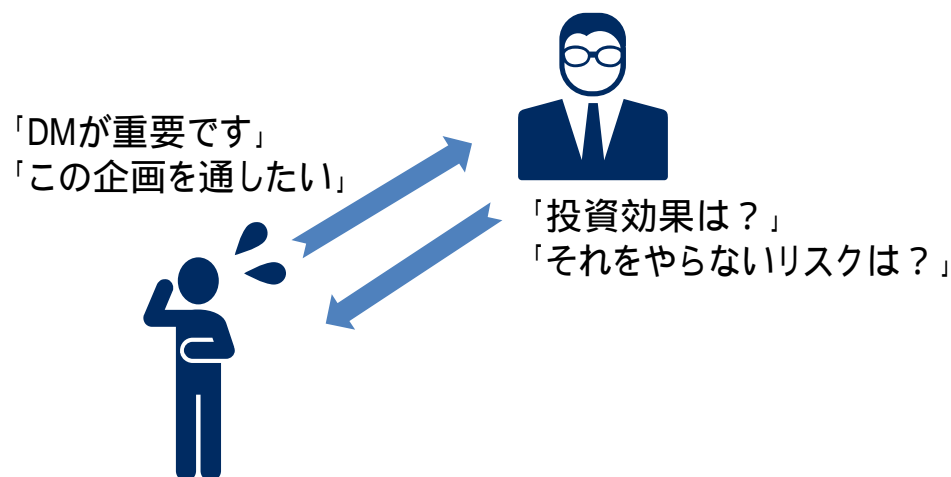 「DMが重要です」
「この企画を通したい」
「投資効果は？」
「それをやらないリスクは？」